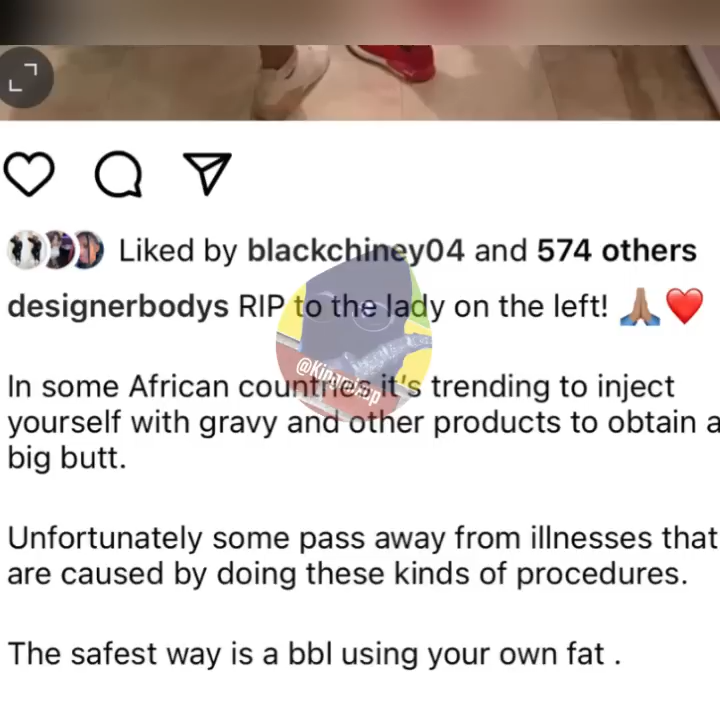 Liked by blackchiney04 and 574 others
designerbodys RIP to the lady on the left! 🙏🏽❤️
In some African countries it's trending to inject
yourself with gravy and other products to obtain a
big butt.
Unfortunately some pass away from illnesses that
are caused by doing these kinds of procedures.
The safest way is a bbl using your own fat .